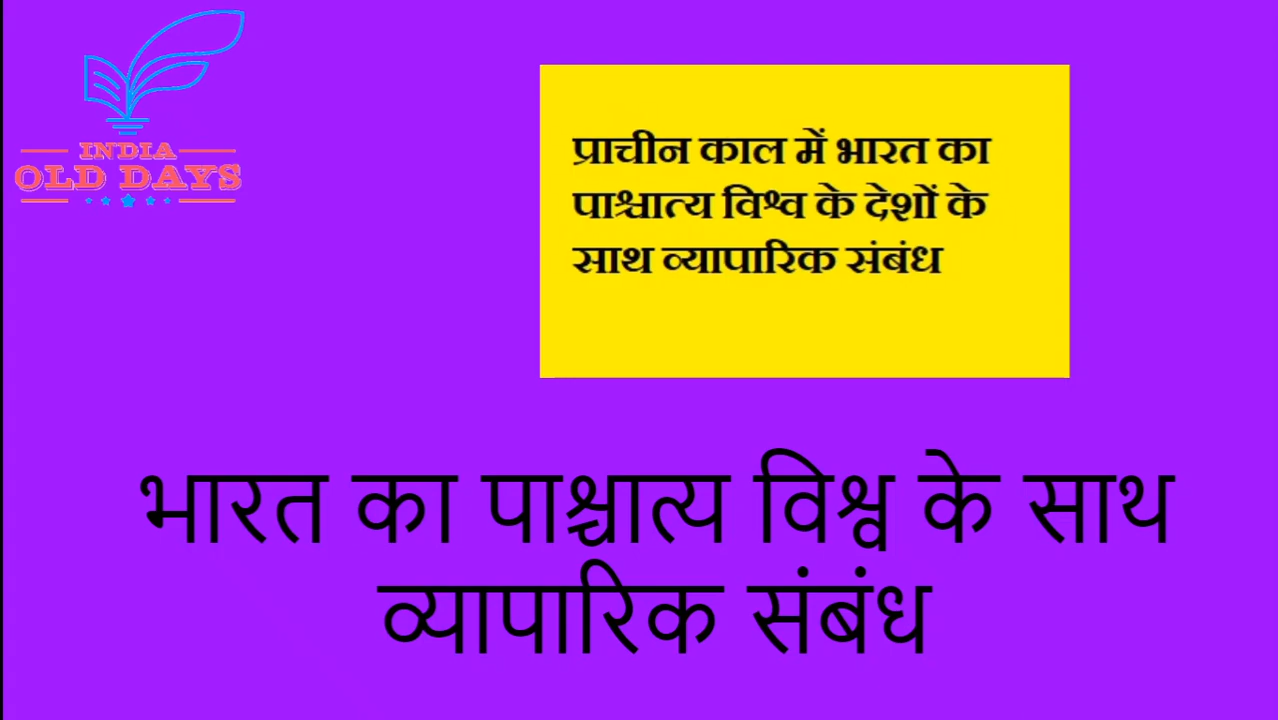 INDIA
OLD DAYS
प्राचीन काल में भारत का
पाश्चात्य विश्व के देशों के
साथ व्यापारिक संबंध
भारत का पाश्चात्य विश्व के साथ
व्यापारिक संबंध